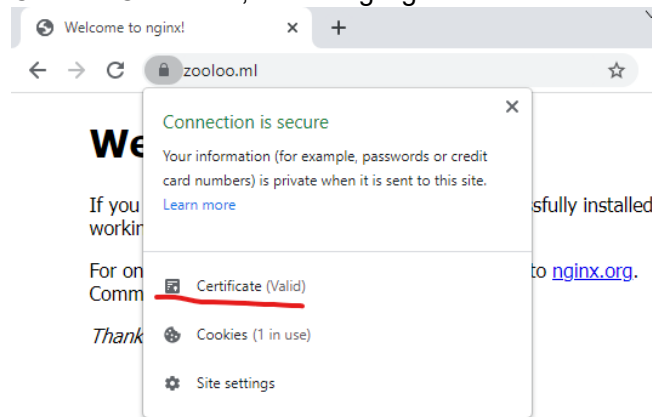 Welcome to nginx!
zooloo.ml
Connection is secure
We
Your information (for example, passwords or credit
card numbers) is private when it is sent to this site.
If you
Learn more
sfully installed
workin
For on
to nginx.org.
Certificate (Valid)
Comm
Thank
Cookies (1 in use)
Site settings